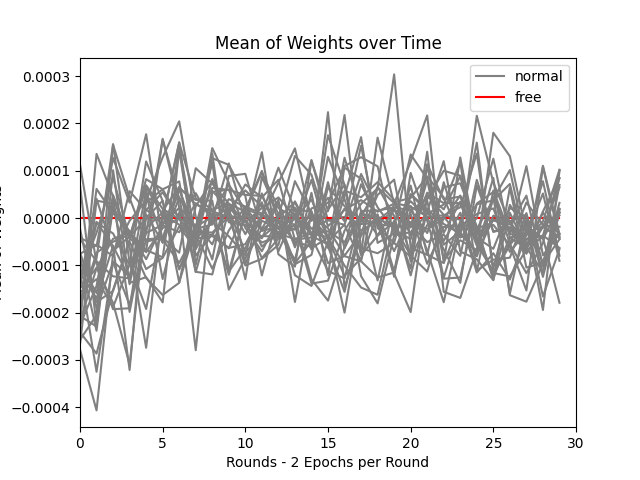 Mean of Weights over Time
normal
free
0.0003
0.0002
0.0001
0.0000
−0.0001
−0.0002
−0.0003
−0.0004
0 5 10 15 20 25 30
Rounds - 2 Epochs per Round